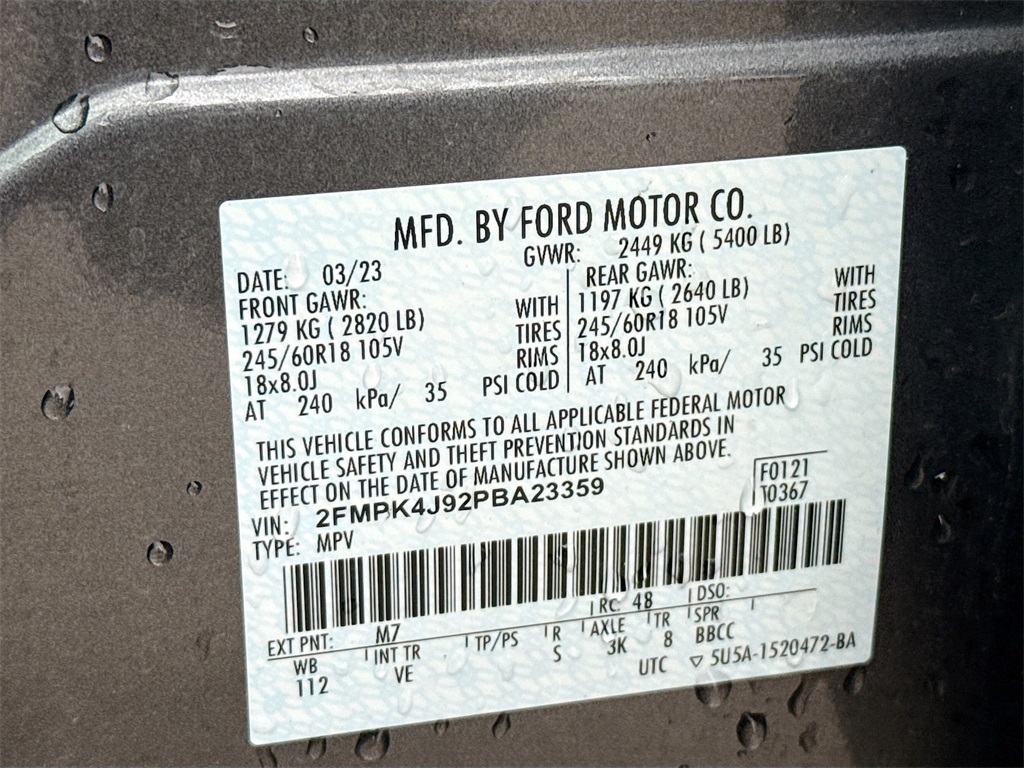 MFD. BY FORD MOTOR CO.
DATE: 03/23 GVWR: 2449 KG ( 5400 LB)
FRONT GAWR: REAR GAWR:
1279 KG ( 2820 LB) WITH 1197 KG ( 2640 LB) WITH
245/60R18 105V TIRES 245/60R18 105V TIRES
18x8.0J RIMS 18x8.0J RIMS
AT 240 kPa/ 35 PSI COLD AT 240 kPa/ 35 PSI COLD
THIS VEHICLE CONFORMS TO ALL APPLICABLE FEDERAL MOTOR
VEHICLE SAFETY AND THEFT PREVENTION STANDARDS IN
EFFECT ON THE DATE OF MANUFACTURE SHOWN ABOVE.
VIN: 2FMPK4J92PBA23359 F0121
TYPE: MPV T0367
EXT PNT: M7 RC: 48 DSO:
WB INT TR TP/PS R AXLE TR SPR
112 VE S 3K 8 BBCC
UTC ▽ 5U5A-1520472-BA